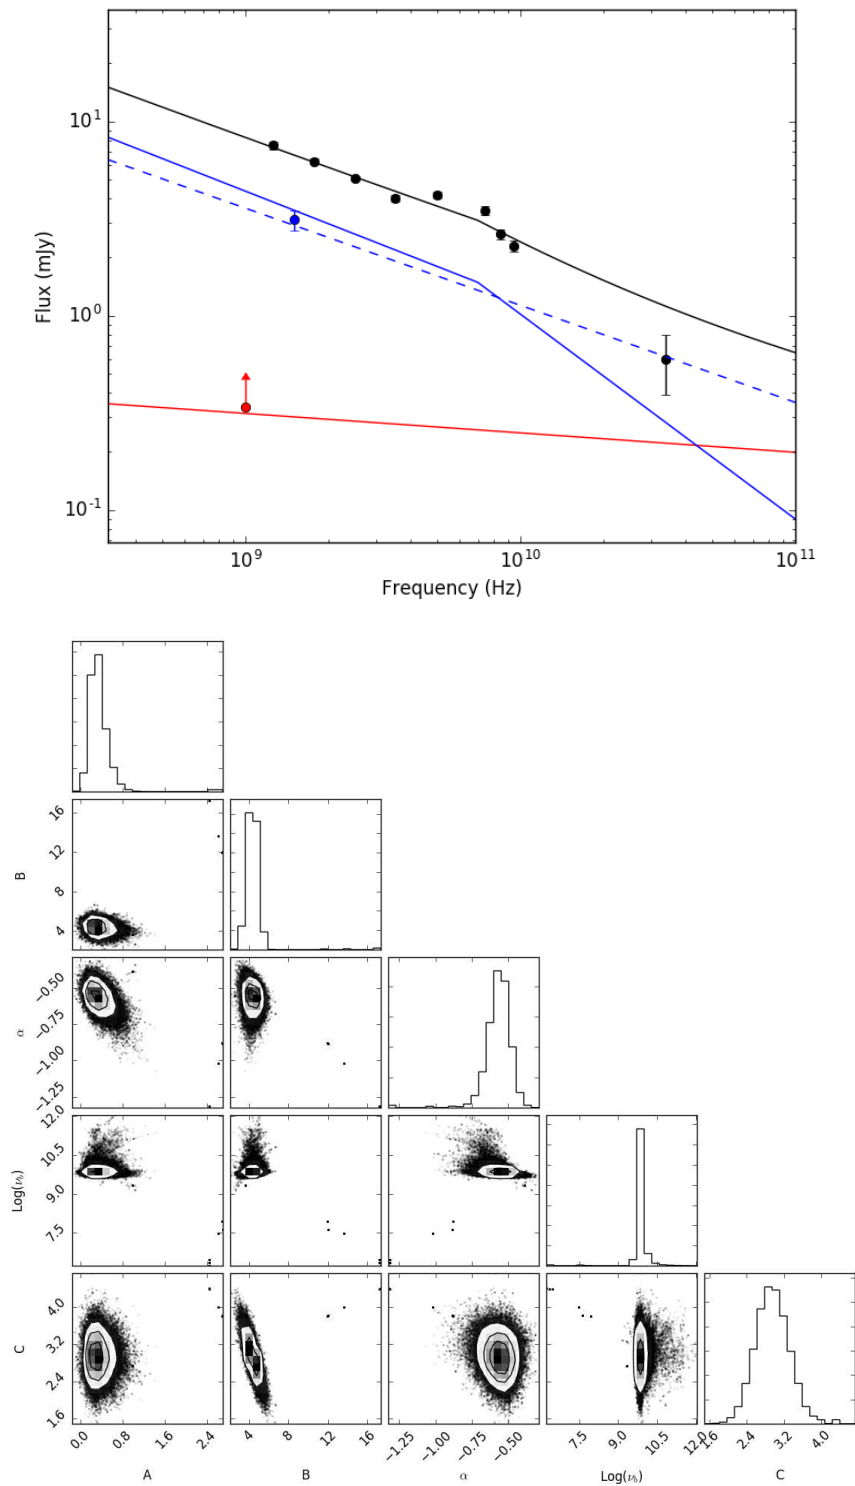 10¹
10⁰
10⁻¹
Flux (mJy)
10⁹ 10¹⁰ 10¹¹
Frequency (Hz)
16
12
8
4
B
−0.50
−0.75
−1.00
−1.25
α
12.0
10.5
9.0
7.5
Log(ν_b)
4.0
3.2
2.4
1.6
C
0.0 0.8 1.6 2.4
4 8 12 16
−1.25 −1.00 −0.75 −0.50
7.5 9.0 10.5 12.0
1.6 2.4 3.2 4.0
A B α Log(ν_b) C